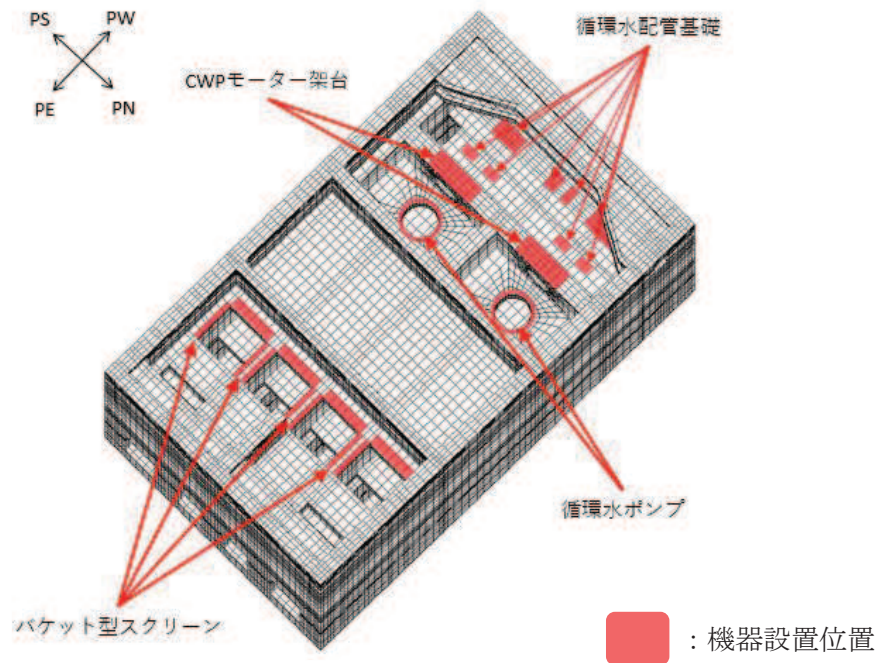 PS PW
PE PN
循環水配管基礎
CWPモーター架台
循環水ポンプ
バケット型スクリーン
：機器設置位置